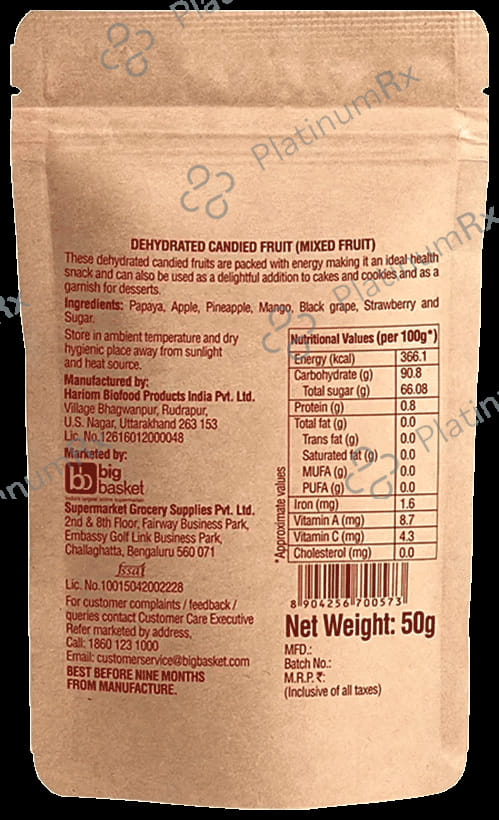 DEHYDRATED CANDIED FRUIT (MIXED FRUIT)
These dehydrated candied fruits are packed with energy making it an ideal health
snack and can also be used as a delightful addition to cakes and cookies and as a
garnish for desserts.
Ingredients: Papaya, Apple, Pineapple, Mango, Black grape, Strawberry and
Sugar.
Store in ambient temperature and dry
hygienic place away from sunlight
and heat source.
Manufactured by:
Hariom Biofood Products India Pvt. Ltd.
Village Bhagwanpur, Rudrapur,
U.S. Nagar, Uttarakhand 263 153
Lic. No.12616012000048
Marketed by:
bb big
basket
India's largest online supermarket
Supermarket Grocery Supplies Pvt. Ltd.
2nd & 8th Floor, Fairway Business Park,
Embassy Golf Link Business Park,
Challaghatta, Bengaluru 560 071
fssai
Lic. No.10015042002228
For customer complaints / feedback /
queries contact Customer Care Executive
Refer marketed by address,
Call: 1860 123 1000
Email: customerservice@bigbasket.com
BEST BEFORE NINE MONTHS
FROM MANUFACTURE.
Nutritional Values (per 100g*)
Energy (kcal) 366.1
Carbohydrate (g) 90.8
Total sugar (g) 66.08
Protein (g) 0.8
Total fat (g) 0.0
Trans fat (g) 0.0
Saturated fat (g) 0.0
MUFA (g) 0.0
PUFA (g) 0.0
Iron (mg) 1.6
Vitamin A (mg) 8.7
Vitamin C (mg) 4.3
Cholesterol (mg) 0.0
*Approximate values
8 904256 700573
Net Weight: 50g
MFD.:
Batch No.:
M.R.P. ₹:
(Inclusive of all taxes)
PlatinumRx
PlatinumRx
PlatinumRx
PlatinumRx